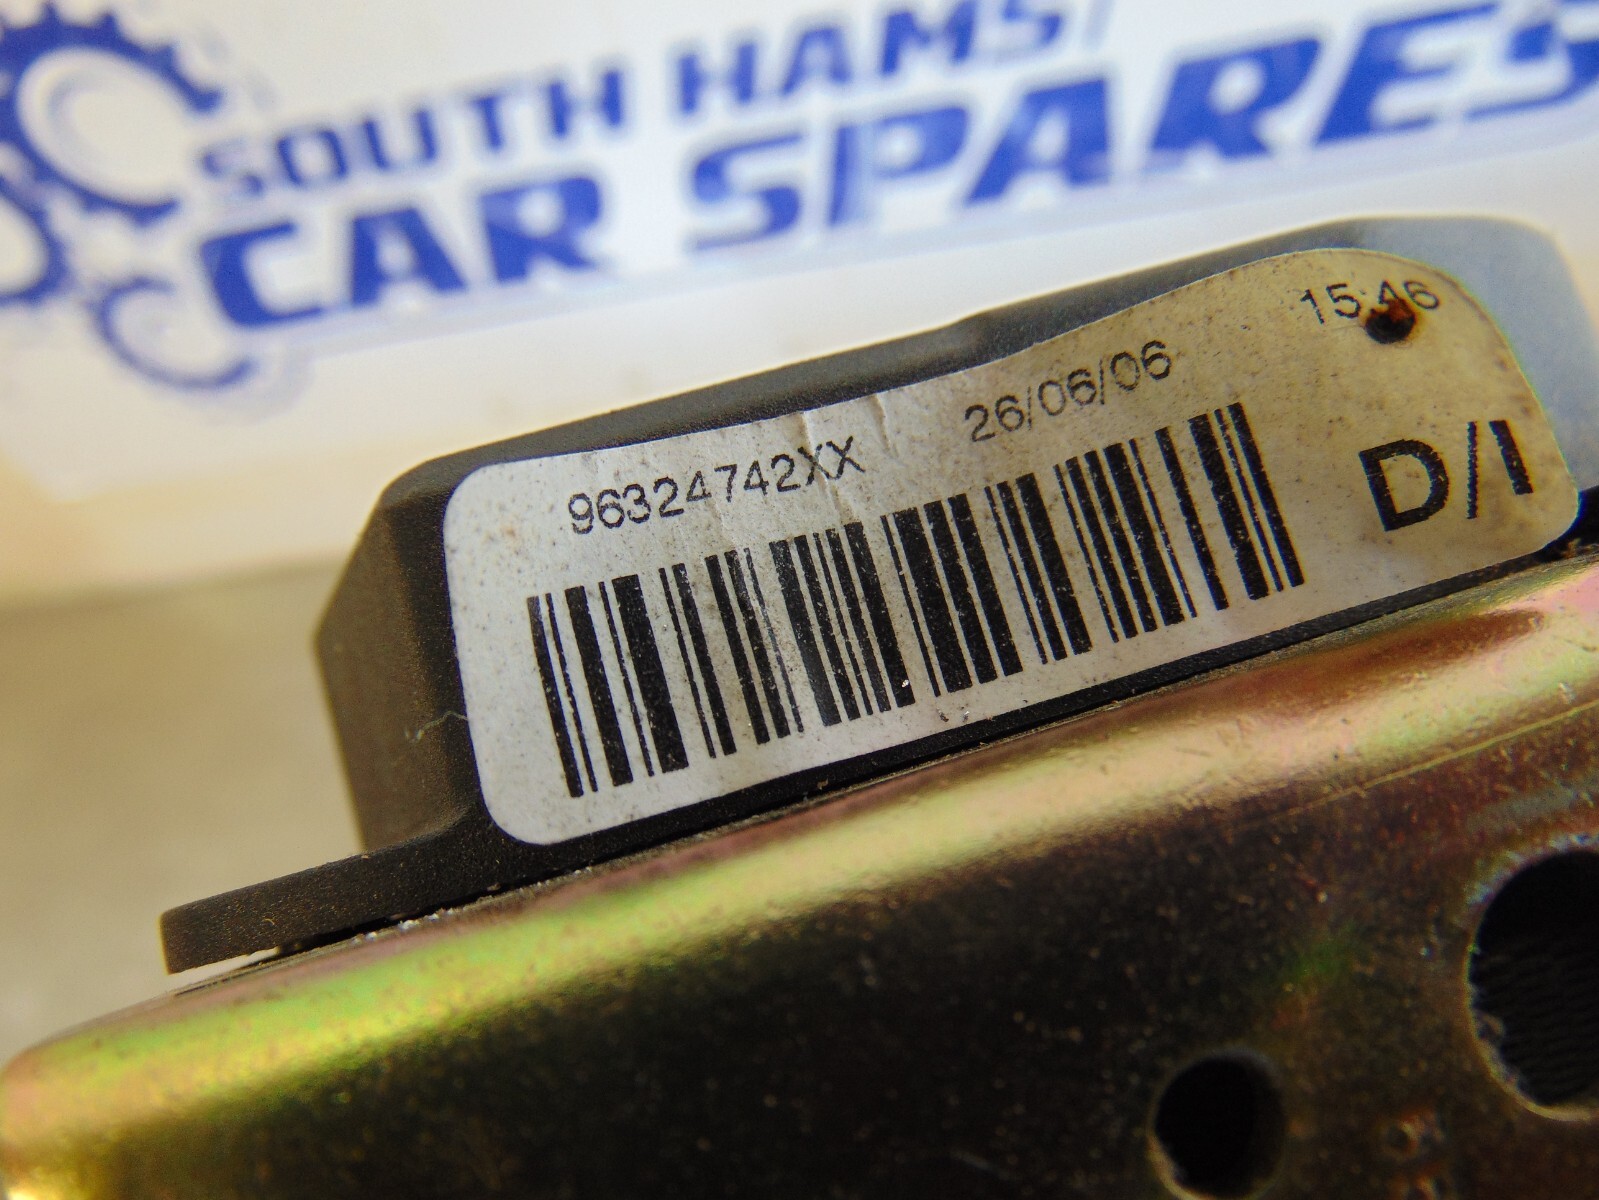 SOUTH HAMS
CAR SPARES
96324742XX 26/06/06 15:46
D/I